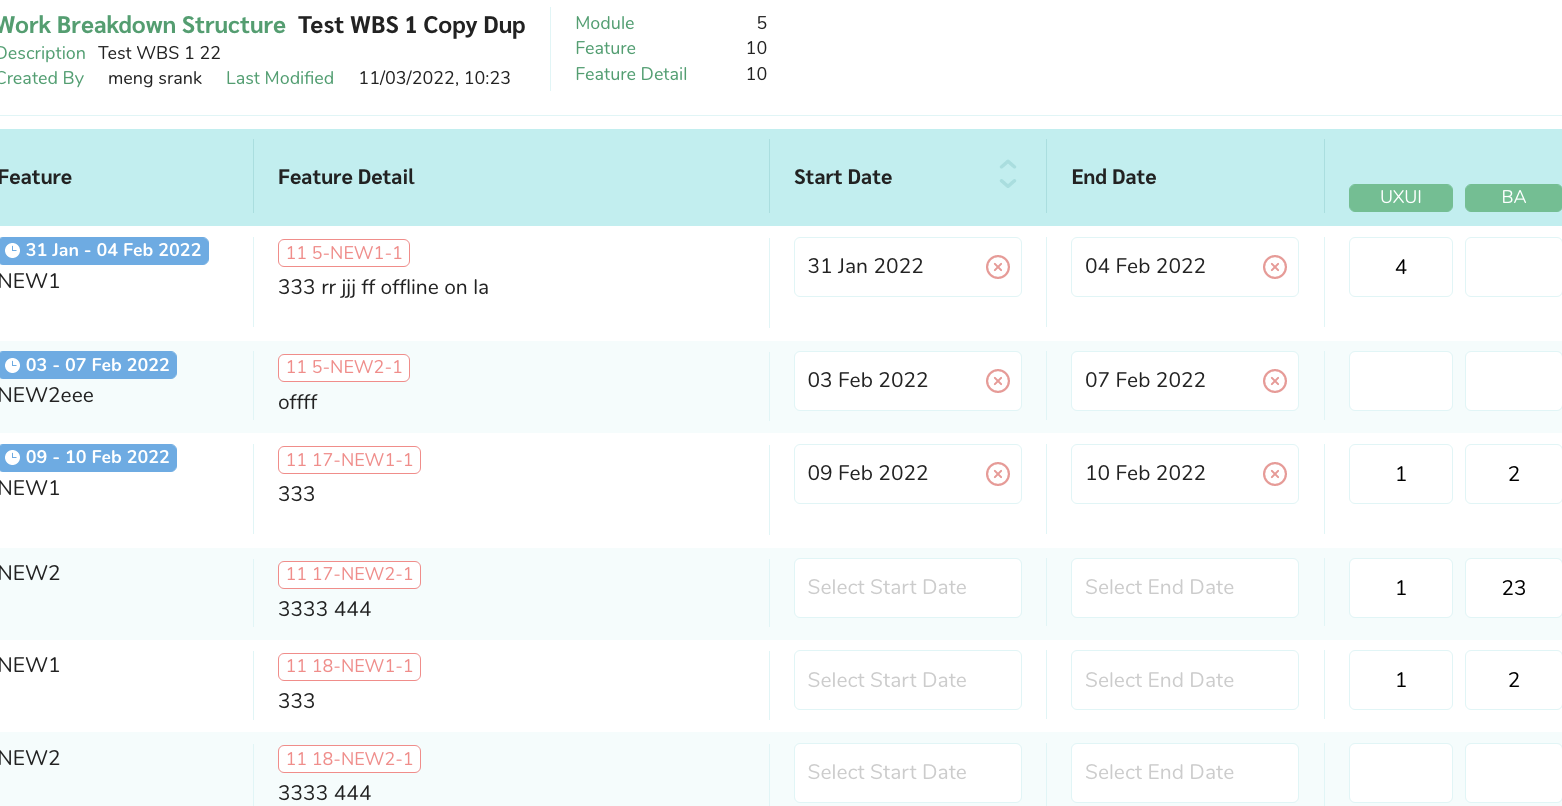 Work Breakdown Structure Test WBS 1 Copy Dup
Description Test WBS 1 22
Created By meng srank Last Modified 11/03/2022, 10:23
Module 5
Feature 10
Feature Detail 10
Feature Feature Detail Start Date End Date
UXUI BA
31 Jan - 04 Feb 2022
NEW1
11 5-NEW1-1
333 rr jjj ff offline on la
31 Jan 2022 04 Feb 2022 4
03 - 07 Feb 2022
NEW2eee
11 5-NEW2-1
offff
03 Feb 2022 07 Feb 2022
09 - 10 Feb 2022
NEW1
11 17-NEW1-1
333
09 Feb 2022 10 Feb 2022 1 2
NEW2
11 17-NEW2-1
3333 444
Select Start Date Select End Date 1 23
NEW1
11 18-NEW1-1
333
Select Start Date Select End Date 1 2
NEW2
11 18-NEW2-1
3333 444
Select Start Date Select End Date